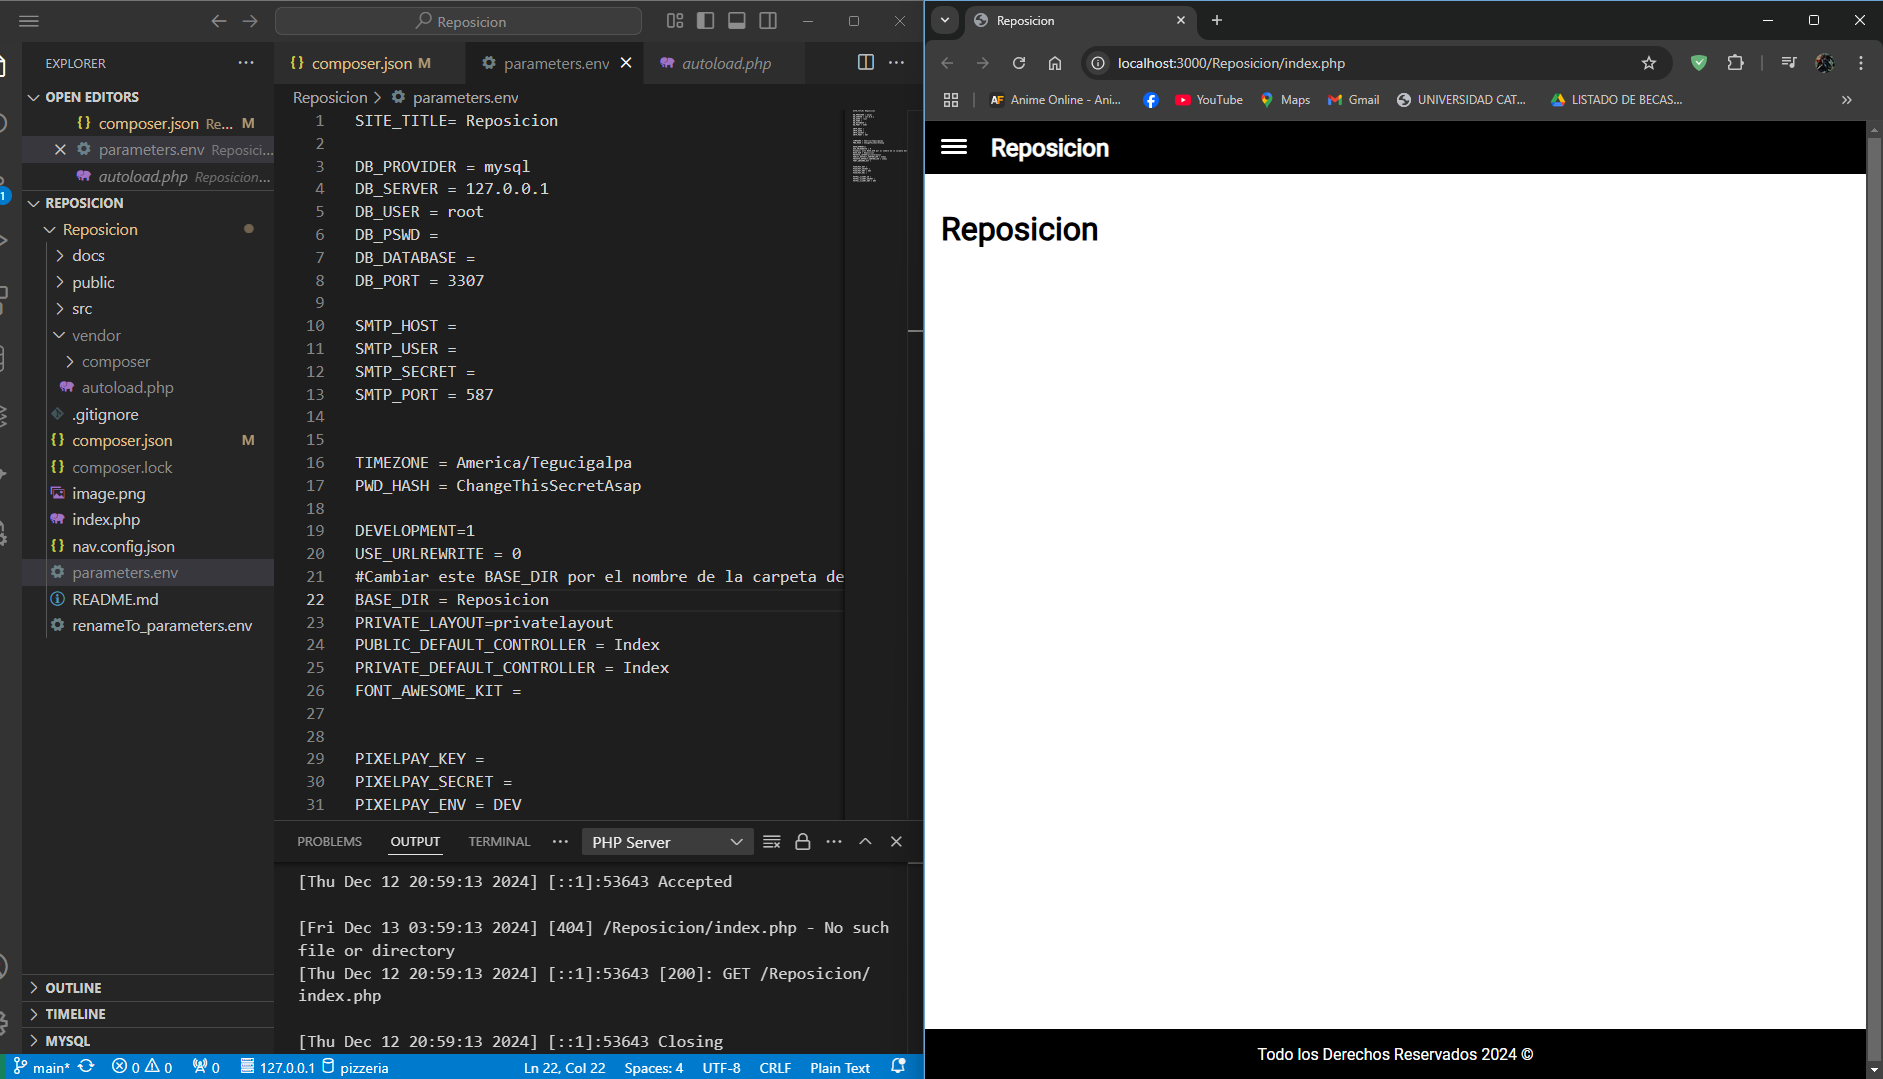 Reposicion
EXPLORER
OPEN EDITORS
composer.json Re... M
parameters.env Reposici...
autoload.php Reposicion...
REPOSICION
Reposicion
docs
public
src
vendor
composer
autoload.php
.gitignore
composer.json M
composer.lock
image.png
index.php
nav.config.json
parameters.env
README.md
renameTo_parameters.env
OUTLINE
TIMELINE
MYSQL
composer.json M
parameters.env
autoload.php
Reposicion > parameters.env
1 SITE_TITLE= Reposicion
2
3 DB_PROVIDER = mysql
4 DB_SERVER = 127.0.0.1
5 DB_USER = root
6 DB_PSWD =
7 DB_DATABASE =
8 DB_PORT = 3307
9
10 SMTP_HOST =
11 SMTP_USER =
12 SMTP_SECRET =
13 SMTP_PORT = 587
14
15
16 TIMEZONE = America/Tegucigalpa
17 PWD_HASH = ChangeThisSecretAsap
18
19 DEVELOPMENT=1
20 USE_URLREWRITE = 0
21 #Cambiar este BASE_DIR por el nombre de la carpeta de
22 BASE_DIR = Reposicion
23 PRIVATE_LAYOUT=privatelayout
24 PUBLIC_DEFAULT_CONTROLLER = Index
25 PRIVATE_DEFAULT_CONTROLLER = Index
26 FONT_AWESOME_KIT =
27
28
29 PIXELPAY_KEY =
30 PIXELPAY_SECRET =
31 PIXELPAY_ENV = DEV
PROBLEMS OUTPUT TERMINAL ... PHP Server
[Thu Dec 12 20:59:13 2024] [::1]:53643 Accepted
[Fri Dec 13 03:59:13 2024] [404] /Reposicion/index.php - No such
file or directory
[Thu Dec 12 20:59:13 2024] [::1]:53643 [200]: GET /Reposicion/
index.php
[Thu Dec 12 20:59:13 2024] [::1]:53643 Closing
1
main* 0 0 0 127.0.0.1 pizzeria Ln 22, Col 22 Spaces: 4 UTF-8 CRLF Plain Text
Reposicion
localhost:3000/Reposicion/index.php
AF Anime Online - Ani... YouTube Maps Gmail UNIVERSIDAD CAT... LISTADO DE BECAS... »
Reposicion
Reposicion
Todo los Derechos Reservados 2024 ©